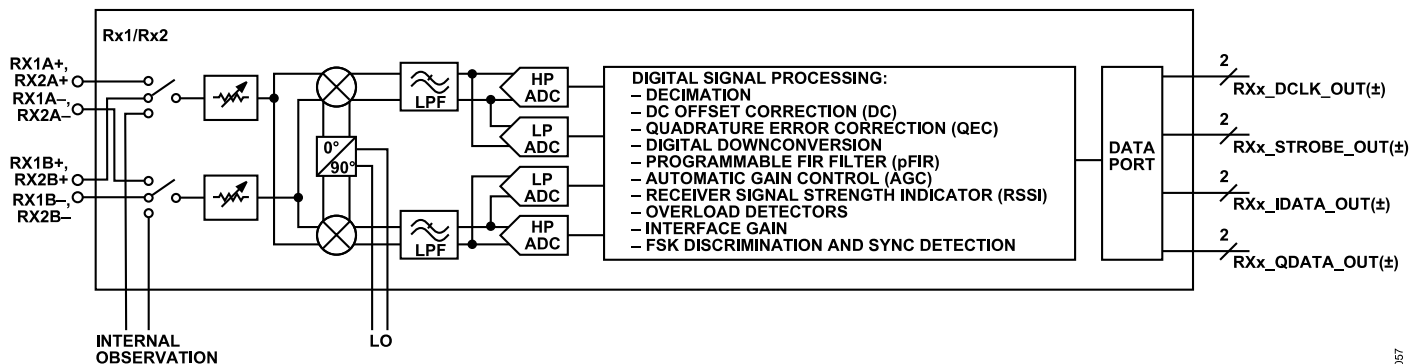 Rx1/Rx2
RX1A+,
RX2A+
RX1A–,
RX2A–
RX1B+,
RX2B+
RX1B–,
RX2B–
INTERNAL
OBSERVATION
0°
90°
LO
LPF
LPF
HP
ADC
LP
ADC
LP
ADC
HP
ADC
DIGITAL SIGNAL PROCESSING:
– DECIMATION
– DC OFFSET CORRECTION (DC)
– QUADRATURE ERROR CORRECTION (QEC)
– DIGITAL DOWNCONVERSION
– PROGRAMMABLE FIR FILTER (pFIR)
– AUTOMATIC GAIN CONTROL (AGC)
– RECEIVER SIGNAL STRENGTH INDICATOR (RSSI)
– OVERLOAD DETECTORS
– INTERFACE GAIN
– FSK DISCRIMINATION AND SYNC DETECTION
DATA
PORT
2
RXx_DCLK_OUT(±)
2
RXx_STROBE_OUT(±)
2
RXx_IDATA_OUT(±)
2
RXx_QDATA_OUT(±)
057